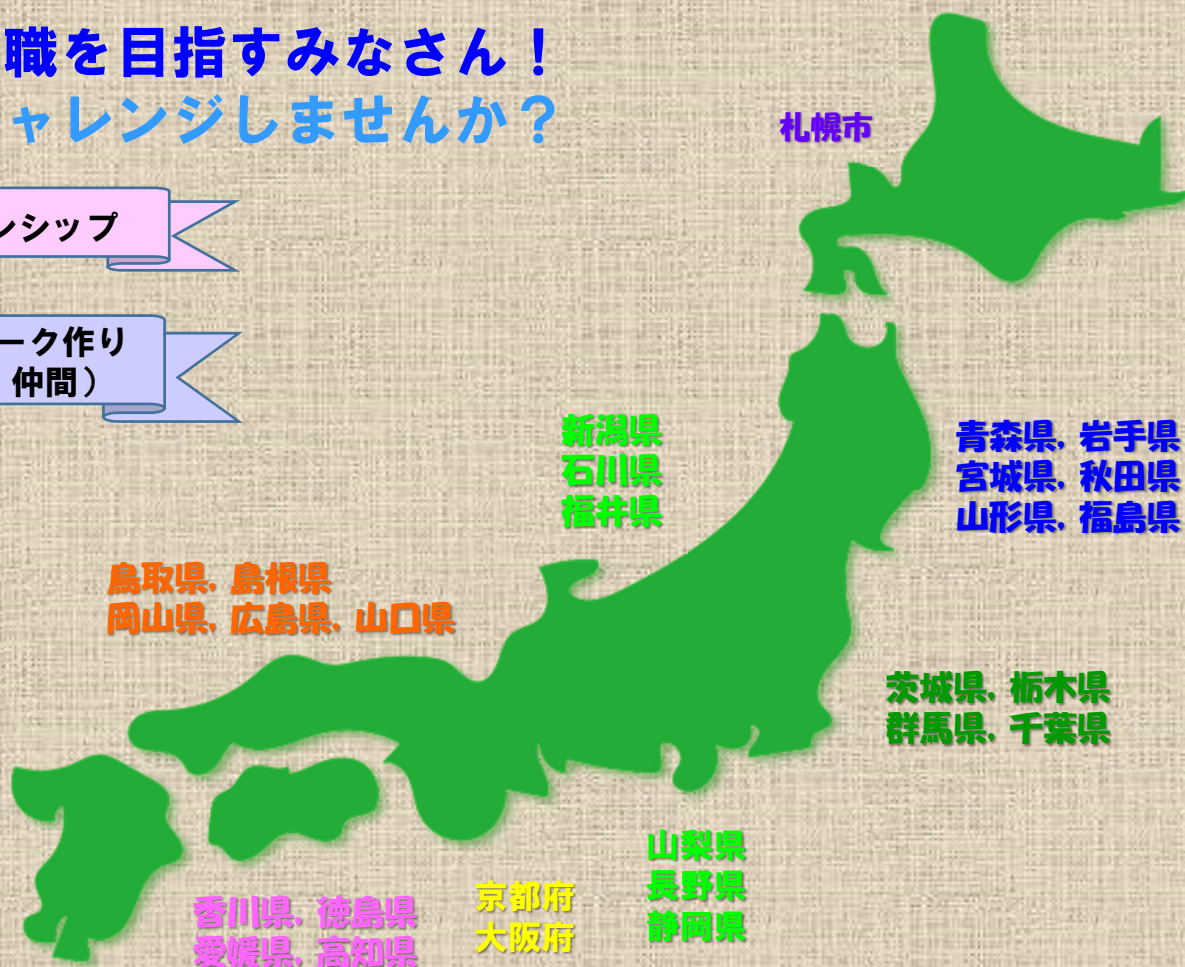 職を目指すみなさん！
ャレンジしませんか？
札幌市
ンシップ
ーク作り
仲間）
新潟県
石川県
福井県
青森県, 岩手県
宮城県, 秋田県
山形県, 福島県
鳥取県, 島根県
岡山県, 広島県, 山口県
茨城県, 栃木県
群馬県, 千葉県
山梨県
長野県
静岡県
京都府
大阪府
香川県, 徳島県
愛媛県, 高知県